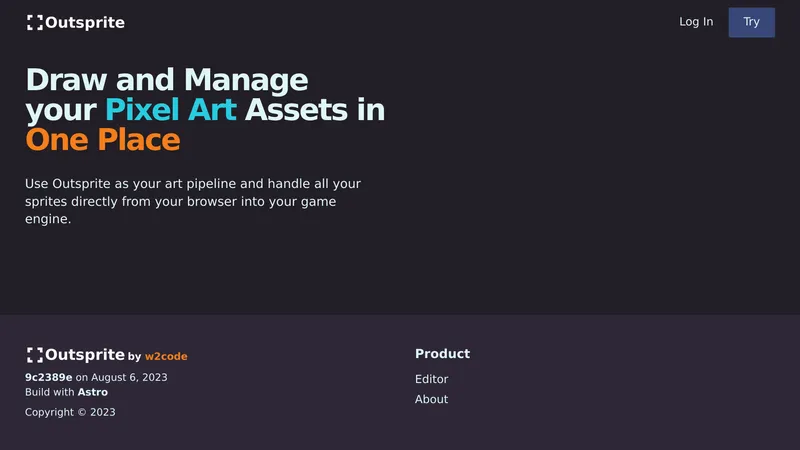 Outsprite
Log In
Try
Draw and Manage
your Pixel Art Assets in
One Place
Use Outsprite as your art pipeline and handle all your
sprites directly from your browser into your game
engine.
Outsprite by w2code
9c2389e on August 6, 2023
Build with Astro
Copyright © 2023
Product
Editor
About